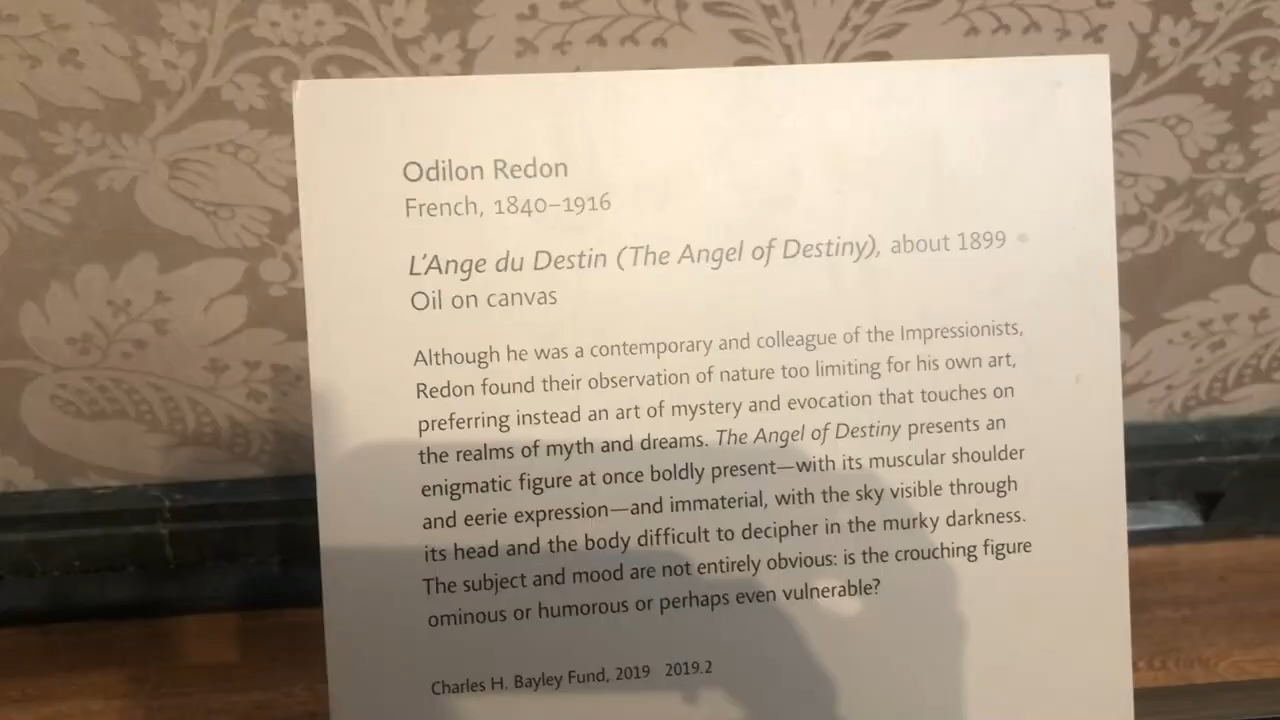 Odilon Redon
French, 1840–1916
L'Ange du Destin (The Angel of Destiny), about 1899
Oil on canvas
Although he was a contemporary and colleague of the Impressionists,
Redon found their observation of nature too limiting for his own art,
preferring instead an art of mystery and evocation that touches on
the realms of myth and dreams. The Angel of Destiny presents an
enigmatic figure at once boldly present—with its muscular shoulder
and eerie expression—and immaterial, with the sky visible through
its head and the body difficult to decipher in the murky darkness.
The subject and mood are not entirely obvious: is the crouching figure
ominous or humorous or perhaps even vulnerable?
Charles H. Bayley Fund, 2019 2019.2